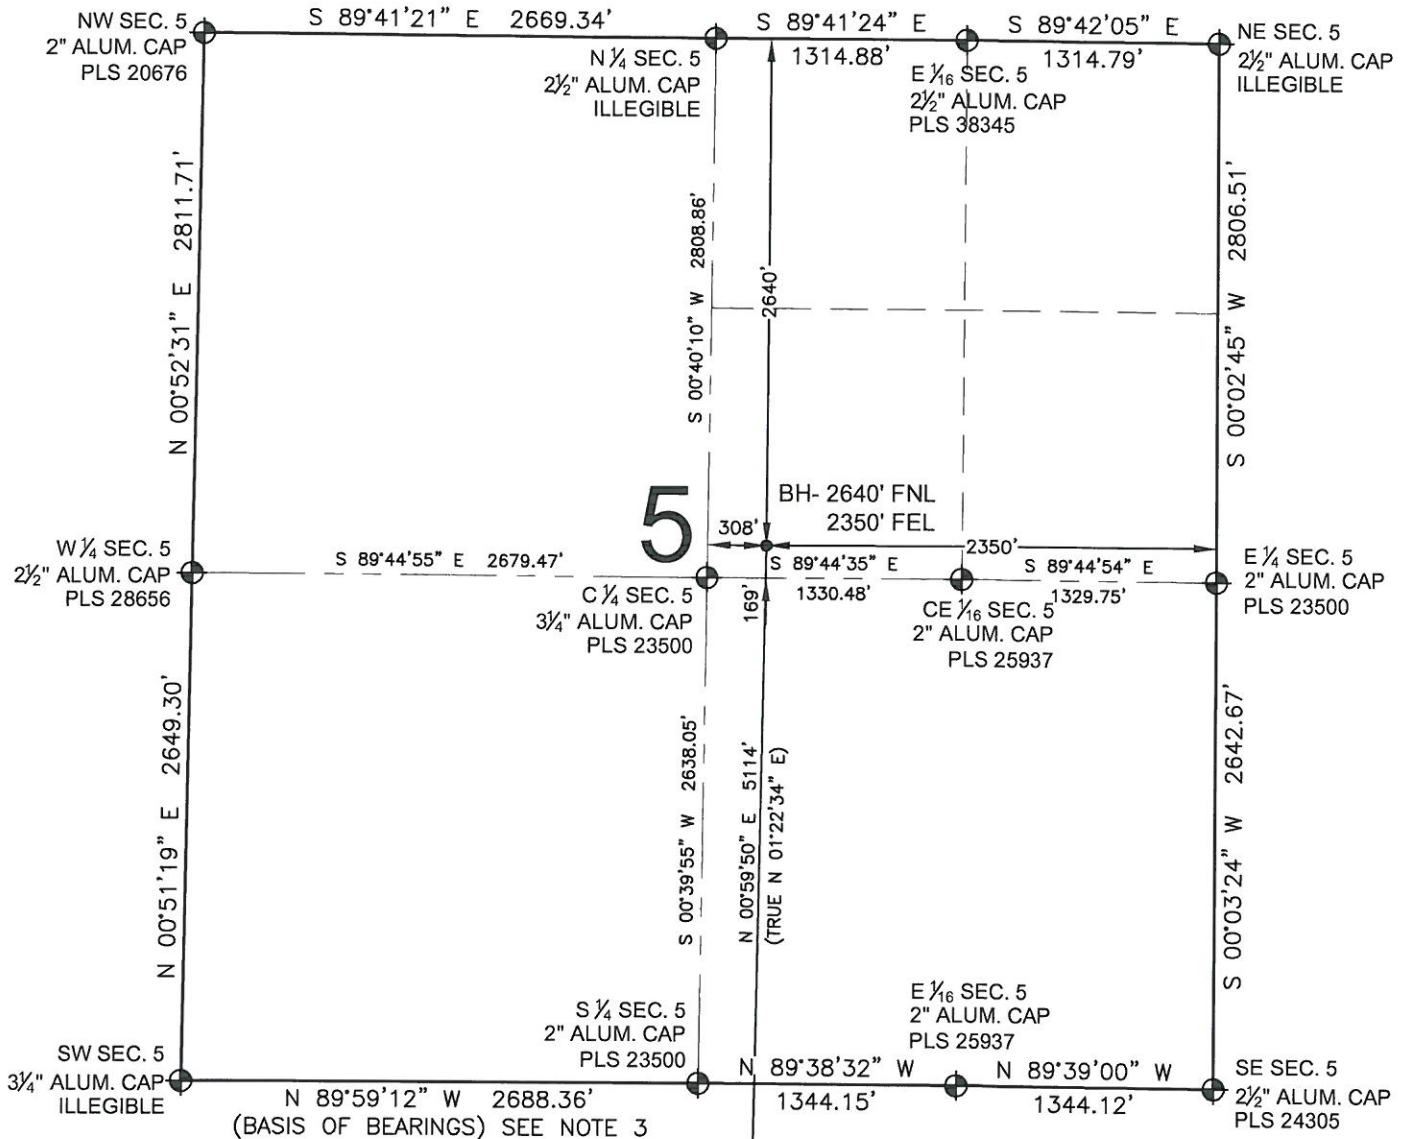 NW SEC. 5
2" ALUM. CAP
PLS 20676
S 89°41'21" E 2669.34'
N ¼ SEC. 5
2½" ALUM. CAP
ILLEGIBLE
S 89°41'24" E
1314.88'
E 1/16 SEC. 5
2½" ALUM. CAP
PLS 38345
S 89°42'05" E
1314.79'
NE SEC. 5
2½" ALUM. CAP
ILLEGIBLE
N 00°52'31" E 2811.71'
S 00°40'10" W 2808.86'
2640'
S 00°02'45" W 2806.51'
5
BH- 2640' FNL
2350' FEL
308'
2350'
W ¼ SEC. 5
2½" ALUM. CAP
PLS 28656
S 89°44'55" E 2679.47'
C ¼ SEC. 5
3¼" ALUM. CAP
PLS 23500
169'
S 89°44'35" E
1330.48'
CE 1/16 SEC. 5
2" ALUM. CAP
PLS 25937
S 89°44'54" E
1329.75'
E ¼ SEC. 5
2" ALUM. CAP
PLS 23500
N 00°51'19" E 2649.30'
S 00°39'55" W 2638.05'
N 00°59'50" E 5114'
(TRUE N 01°22'34" E)
S 00°03'24" W 2642.67'
SW SEC. 5
3¼" ALUM. CAP
ILLEGIBLE
N 89°59'12" W 2688.36'
(BASIS OF BEARINGS) SEE NOTE 3
S ¼ SEC. 5
2" ALUM. CAP
PLS 23500
N 89°38'32" W
1344.15'
E 1/16 SEC. 5
2" ALUM. CAP
PLS 25937
N 89°39'00" W
1344.12'
SE SEC. 5
2½" ALUM. CAP
PLS 24305